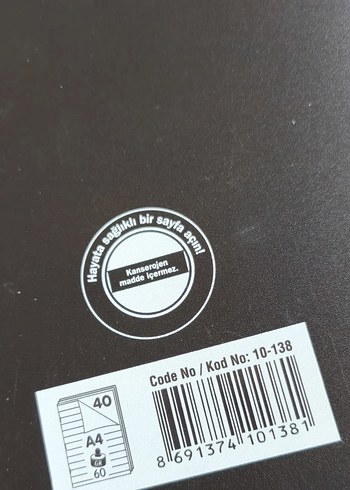 Hayata sağlıklı bir sayfa açın!
Kanserojen
madde içermez.
Code No / Kod No: 10-138
40
A4
GR
60
8 691374 101381